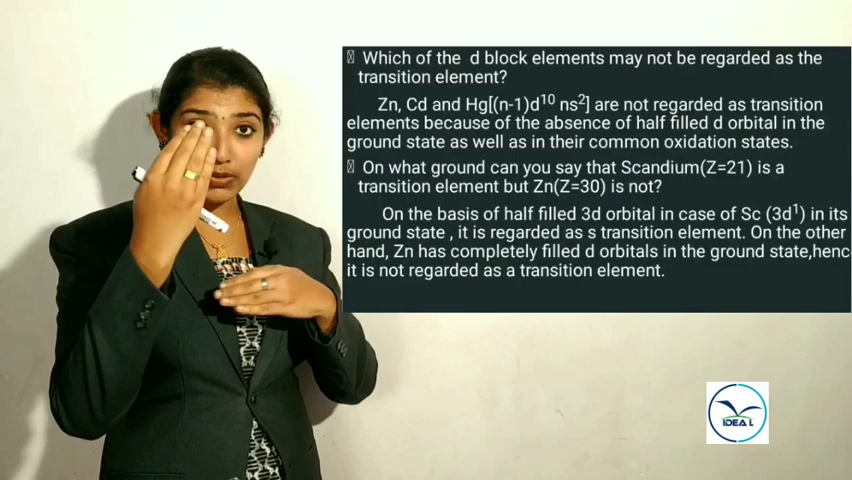 Which of the d block elements may not be regarded as the
transition element?
Zn, Cd and Hg[(n-1)d¹⁰ ns²] are not regarded as transition
elements because of the absence of half filled d orbital in the
ground state as well as in their common oxidation states.
On what ground can you say that Scandium(Z=21) is a
transition element but Zn(Z=30) is not?
On the basis of half filled 3d orbital in case of Sc (3d¹) in its
ground state , it is regarded as s transition element. On the other
hand, Zn has completely filled d orbitals in the ground state,henc
it is not regarded as a transition element.
IDEAL